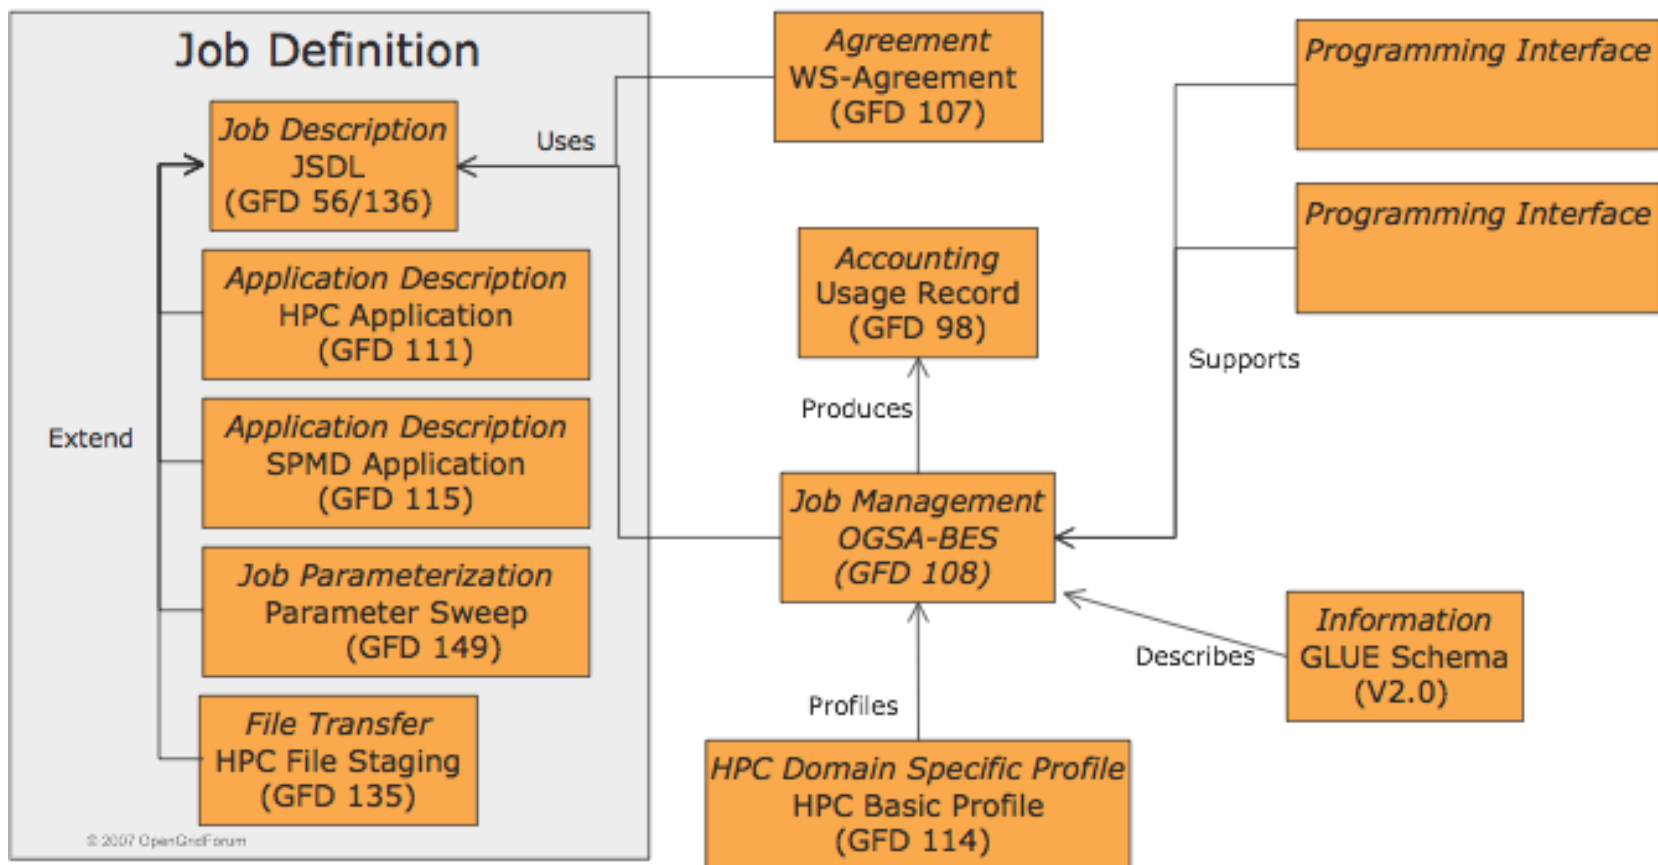 Job Definition
Job Description
JSDL
(GFD 56/136)
Application Description
HPC Application
(GFD 111)
Application Description
SPMD Application
(GFD 115)
Job Parameterization
Parameter Sweep
(GFD 149)
File Transfer
HPC File Staging
(GFD 135)
Extend
© 2007 OpenGridForum
Uses
Agreement
WS-Agreement
(GFD 107)
Accounting
Usage Record
(GFD 98)
Produces
Job Management
OGSA-BES
(GFD 108)
Profiles
HPC Domain Specific Profile
HPC Basic Profile
(GFD 114)
Programming Interface
Programming Interface
Supports
Describes
Information
GLUE Schema
(V2.0)